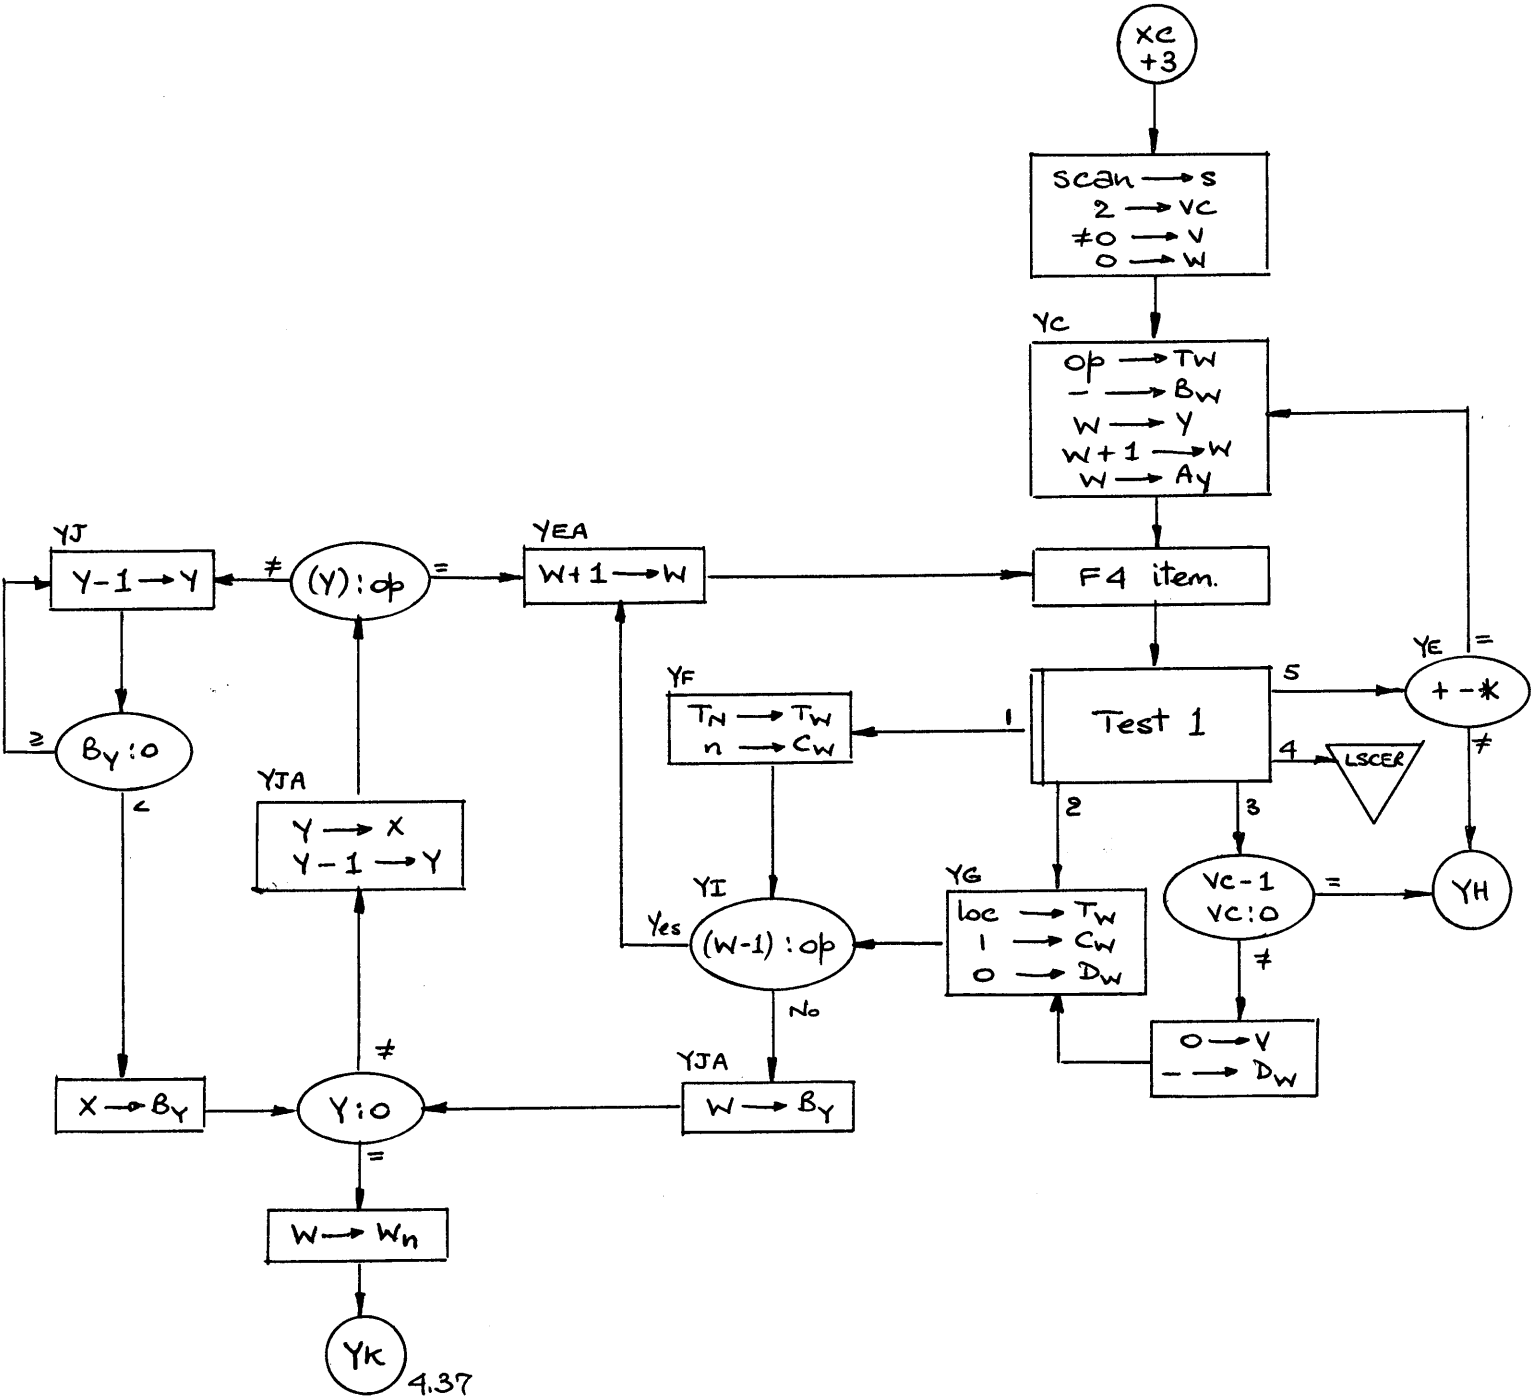 XC
+3
scan → s
2 → VC
≠0 → V
0 → W
YC
op → TW
- → BW
W → Y
W+1 → W
W → AY
YJ
Y-1 → Y
≠
(Y):op
=
YEA
W+1 → W
F4 item.
YF
TN → TW
n → CW
1
Test 1
5
4
2
3
YE
=
+-*
≠
LSCER
≥
BY:0
<
YJA
Y → X
Y-1 → Y
YI
Yes
(W-1):op
No
YG
loc → TW
1 → CW
0 → DW
VC-1
VC:0
=
≠
YH
0 → V
- → DW
X → BY
≠
Y:0
=
YJA
W → BY
W → Wn
YK
4.37